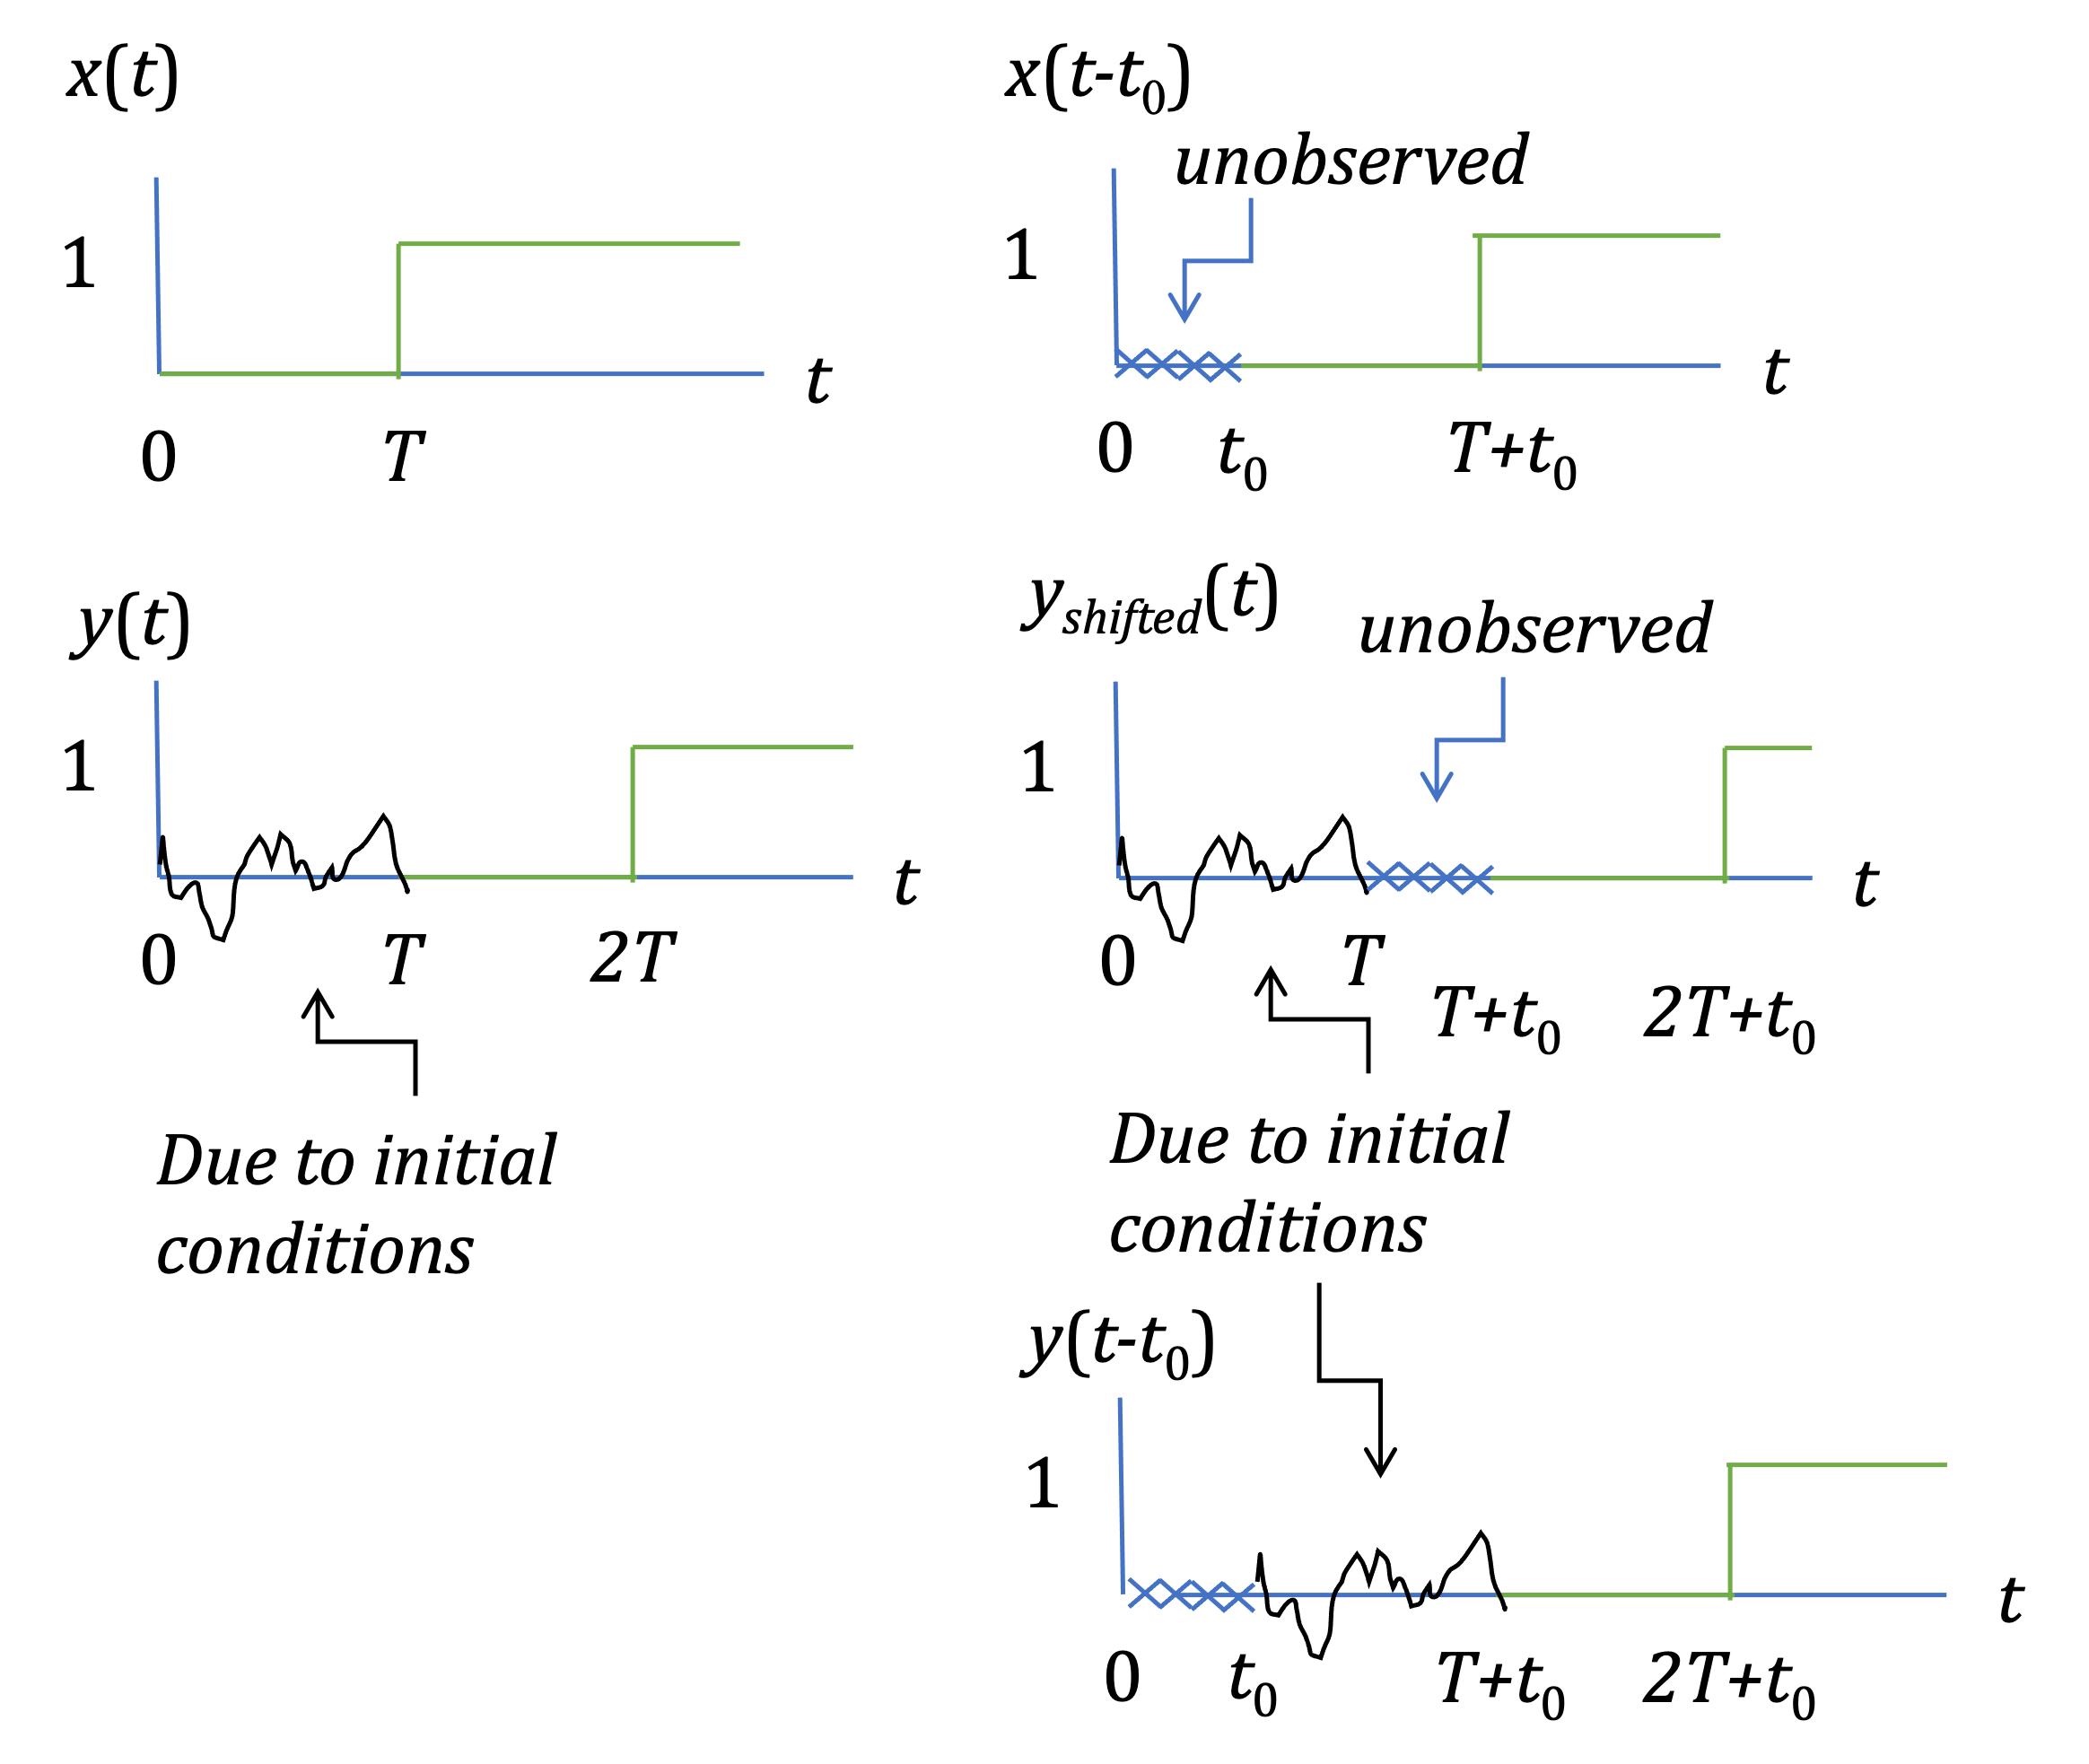 x(t)
1
t
0 T
x(t-t₀)
unobserved
1
t
0 t₀ T+t₀
y(t)
1
t
0 T 2T
Due to initial
conditions
y_shifted(t)
unobserved
1
t
0 T
T+t₀ 2T+t₀
Due to initial
conditions
y(t-t₀)
1
t
0 t₀ T+t₀ 2T+t₀